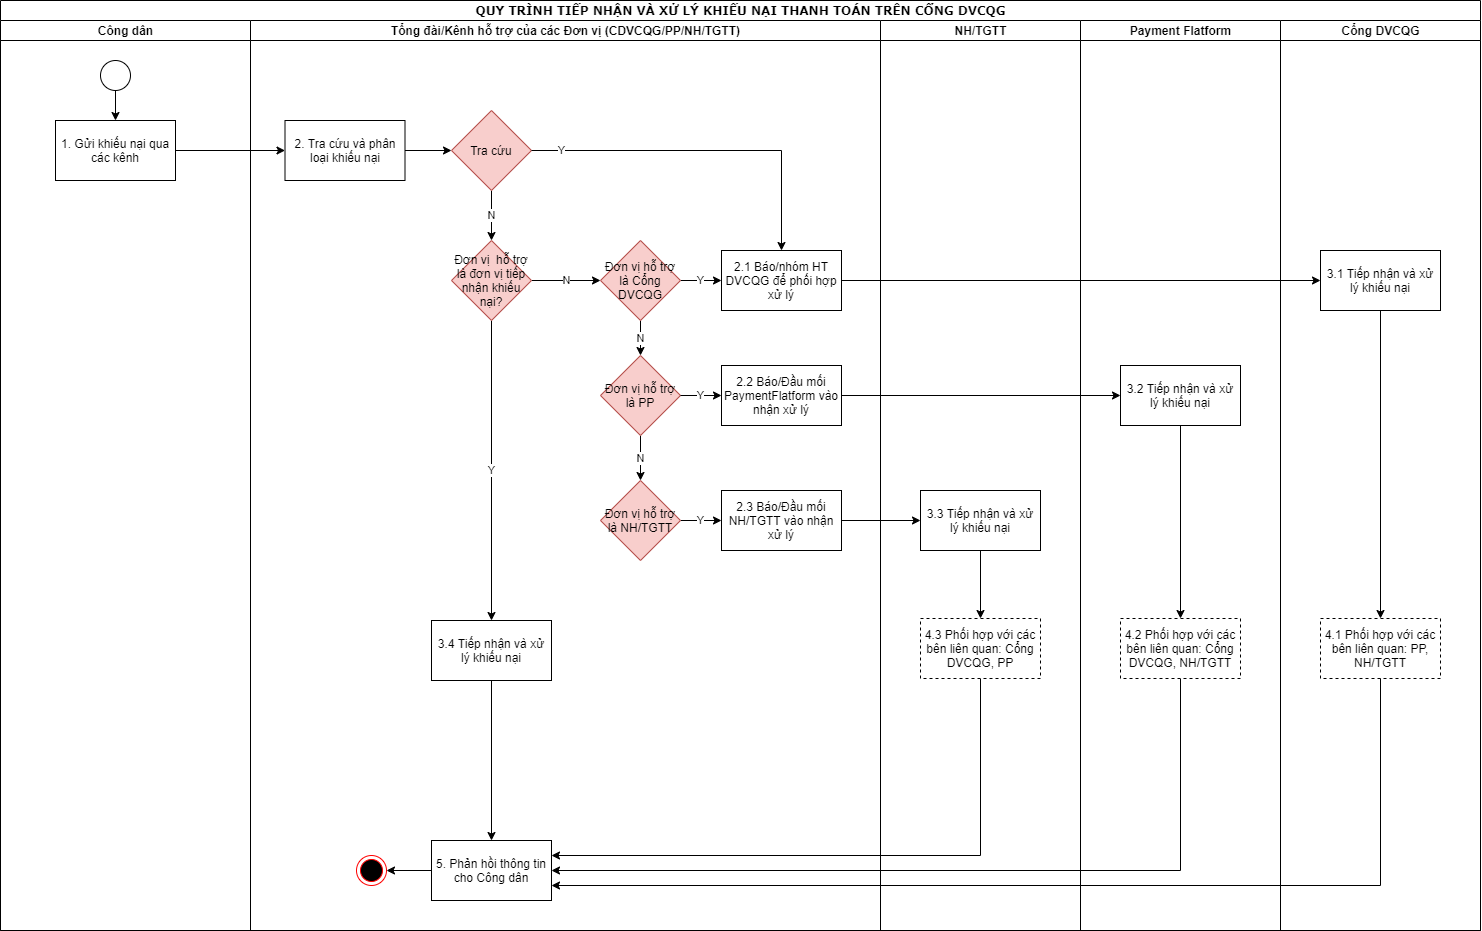 QUY TRÌNH TIẾP NHẬN VÀ XỬ LÝ KHIẾU NẠI THANH TOÁN TRÊN CỔNG DVCQG
Công dân
Tổng đài/Kênh hỗ trợ của các Đơn vị (CDVCQG/PP/NH/TGTT)
NH/TGTT
Payment Flatform
Cổng DVCQG
1. Gửi khiếu nại qua
các kênh
2. Tra cứu và phân
loại khiếu nại
Tra cứu
Y
N
Đơn vị hỗ trợ
là đơn vị tiếp
nhận khiếu
nại?
N
Đơn vị hỗ trợ
là Cổng
DVCQG
Y
2.1 Báo/nhóm HT
DVCQG để phối hợp
xử lý
3.1 Tiếp nhận và xử
lý khiếu nại
N
Đơn vị hỗ trợ
là PP
Y
2.2 Báo/Đầu mối
PaymentFlatform vào
nhận xử lý
3.2 Tiếp nhận và xử
lý khiếu nại
N
Y
Đơn vị hỗ trợ
là NH/TGTT
Y
2.3 Báo/Đầu mối
NH/TGTT vào nhận
xử lý
3.3 Tiếp nhận và xử
lý khiếu nại
3.4 Tiếp nhận và xử
lý khiếu nại
4.3 Phối hợp với các
bên liên quan: Cổng
DVCQG, PP
4.2 Phối hợp với các
bên liên quan: Cổng
DVCQG, NH/TGTT
4.1 Phối hợp với các
bên liên quan: PP,
NH/TGTT
5. Phản hồi thông tin
cho Công dân